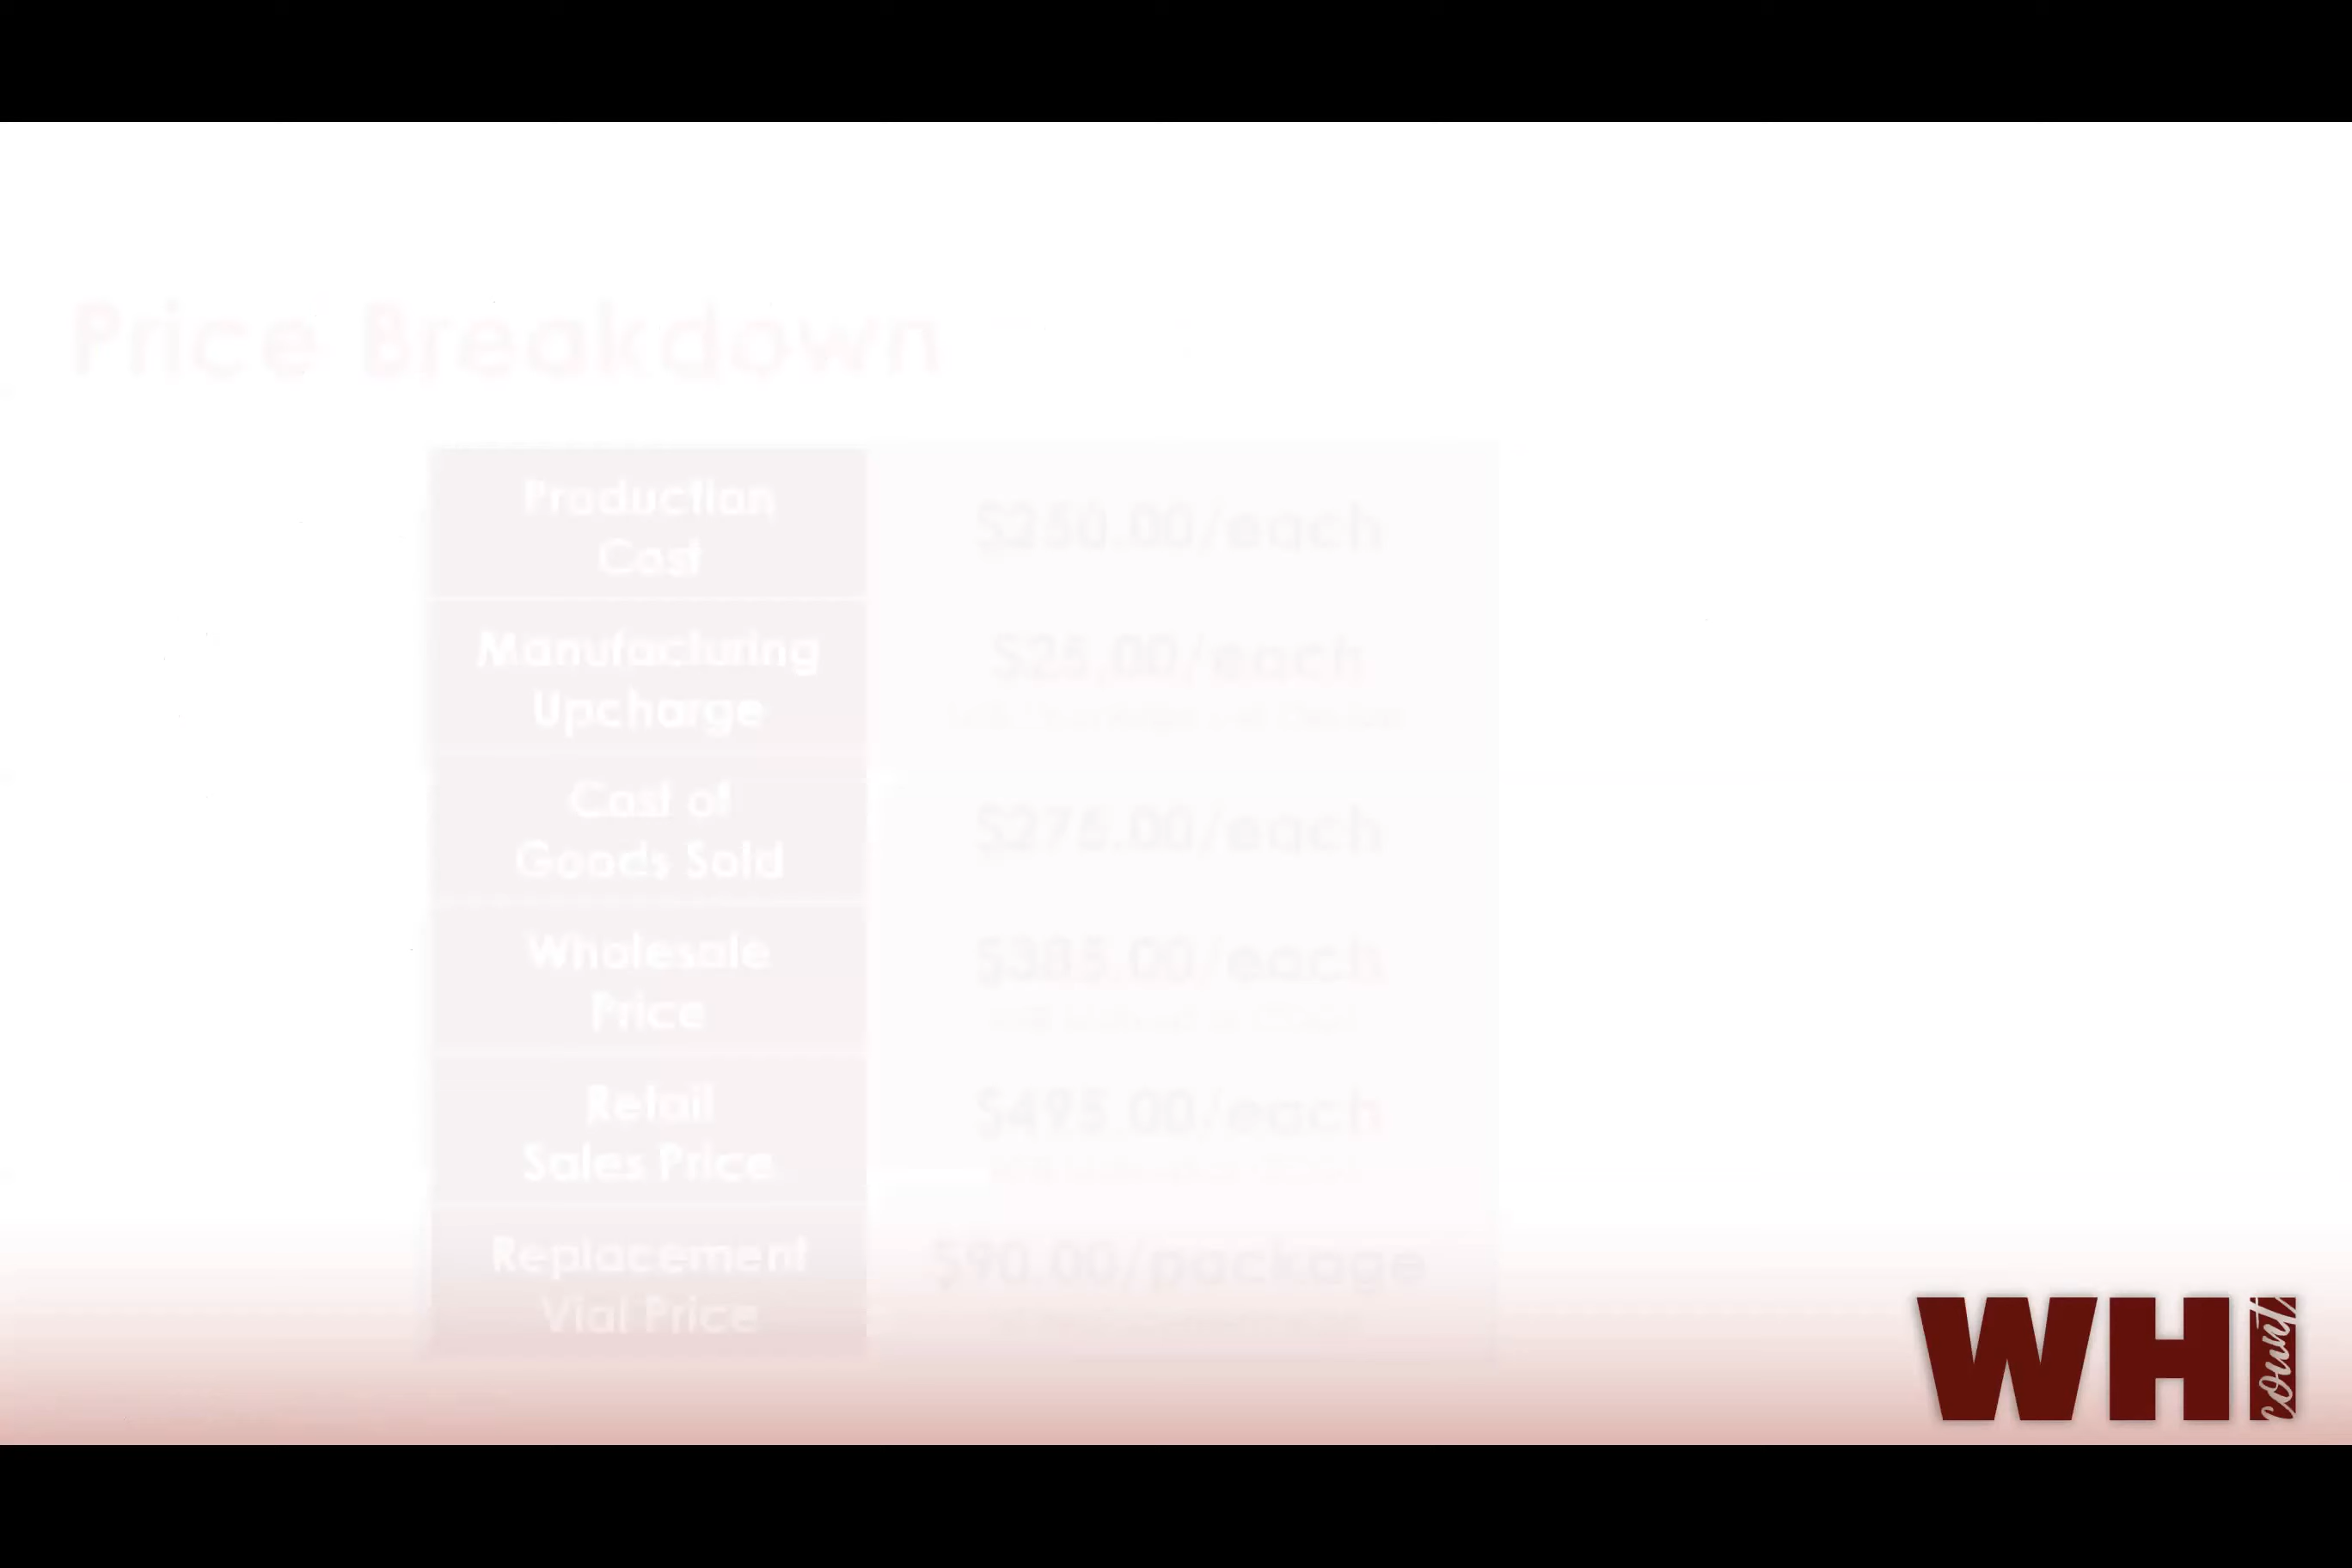 Price Breakdown
Production
Cost
$250.00/each
Manufacturing
Upcharge
$25.00/each
Cost of
Goods Sold
$275.00/each
Wholesale
Price
$385.00/each
Retail
Sales Price
$495.00/each
Replacement
Vial Price
$90.00/package
WH
count